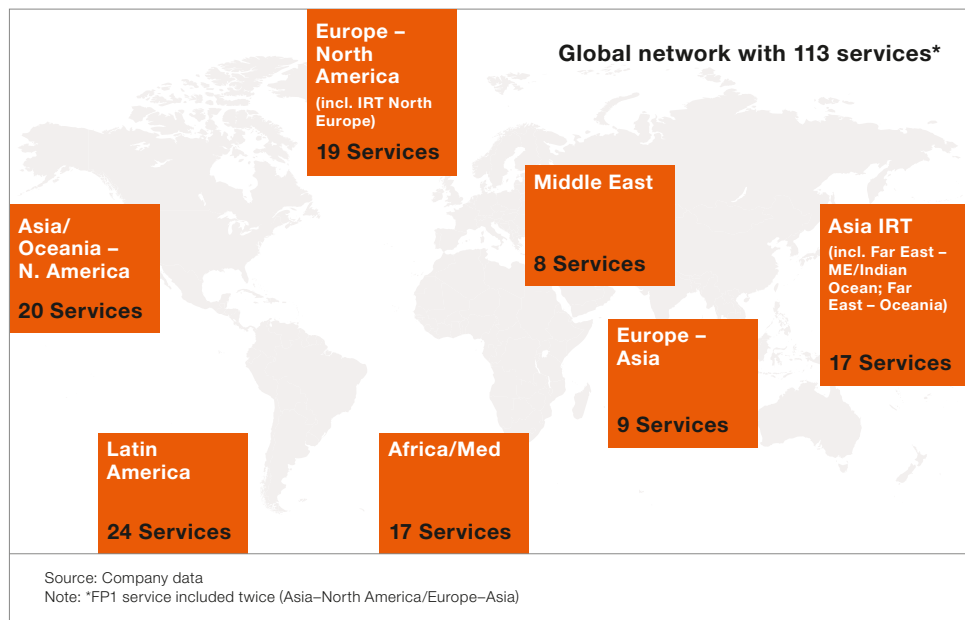 Global network with 113 services*
Europe –
North
America
(incl. IRT North
Europe)
19 Services
Middle East
8 Services
Asia/
Oceania –
N. America
20 Services
Asia IRT
(incl. Far East –
ME/Indian
Ocean; Far
East – Oceania)
17 Services
Europe –
Asia
9 Services
Latin
America
24 Services
Africa/Med
17 Services
Source: Company data
Note: *FP1 service included twice (Asia–North America/Europe–Asia)